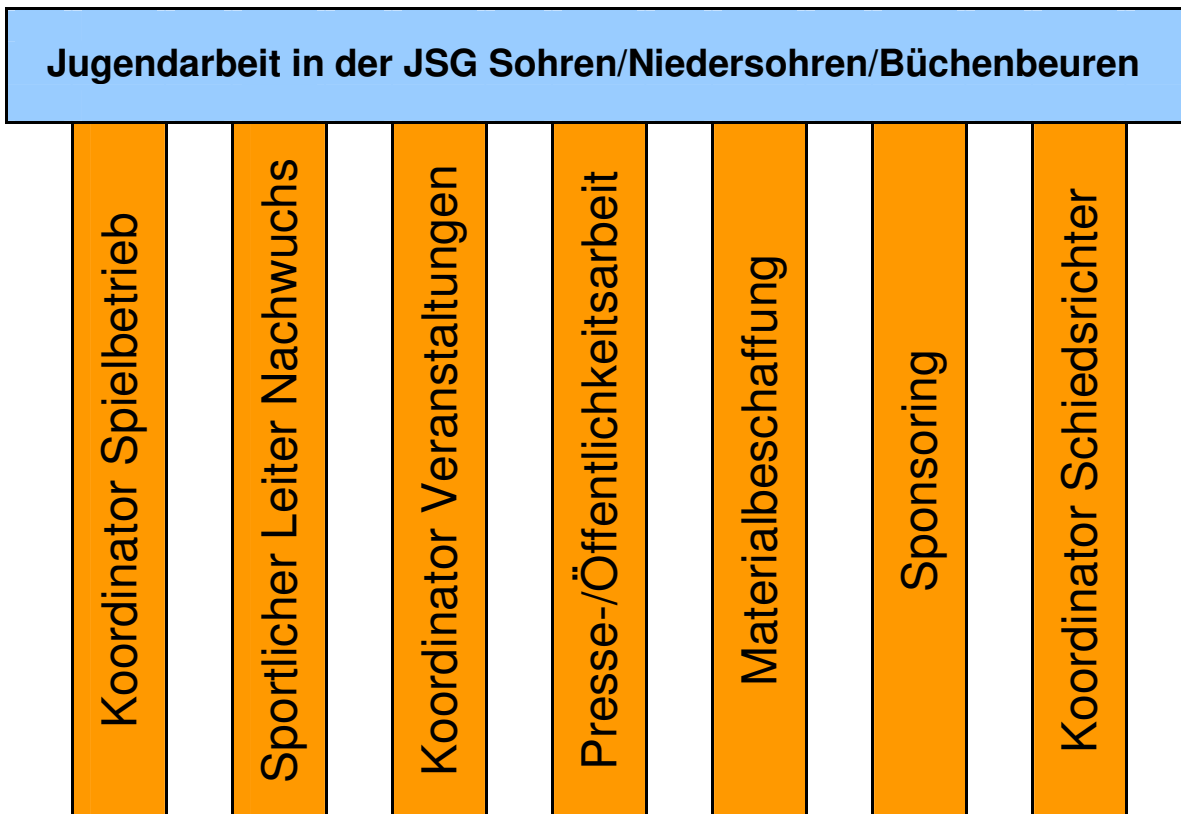 Jugendarbeit in der JSG Sohren/Niedersohren/Büchenbeuren
Koordinator Spielbetrieb
Sportlicher Leiter Nachwuchs
Koordinator Veranstaltungen
Presse-/Öffentlichkeitsarbeit
Materialbeschaffung
Sponsoring
Koordinator Schiedsrichter